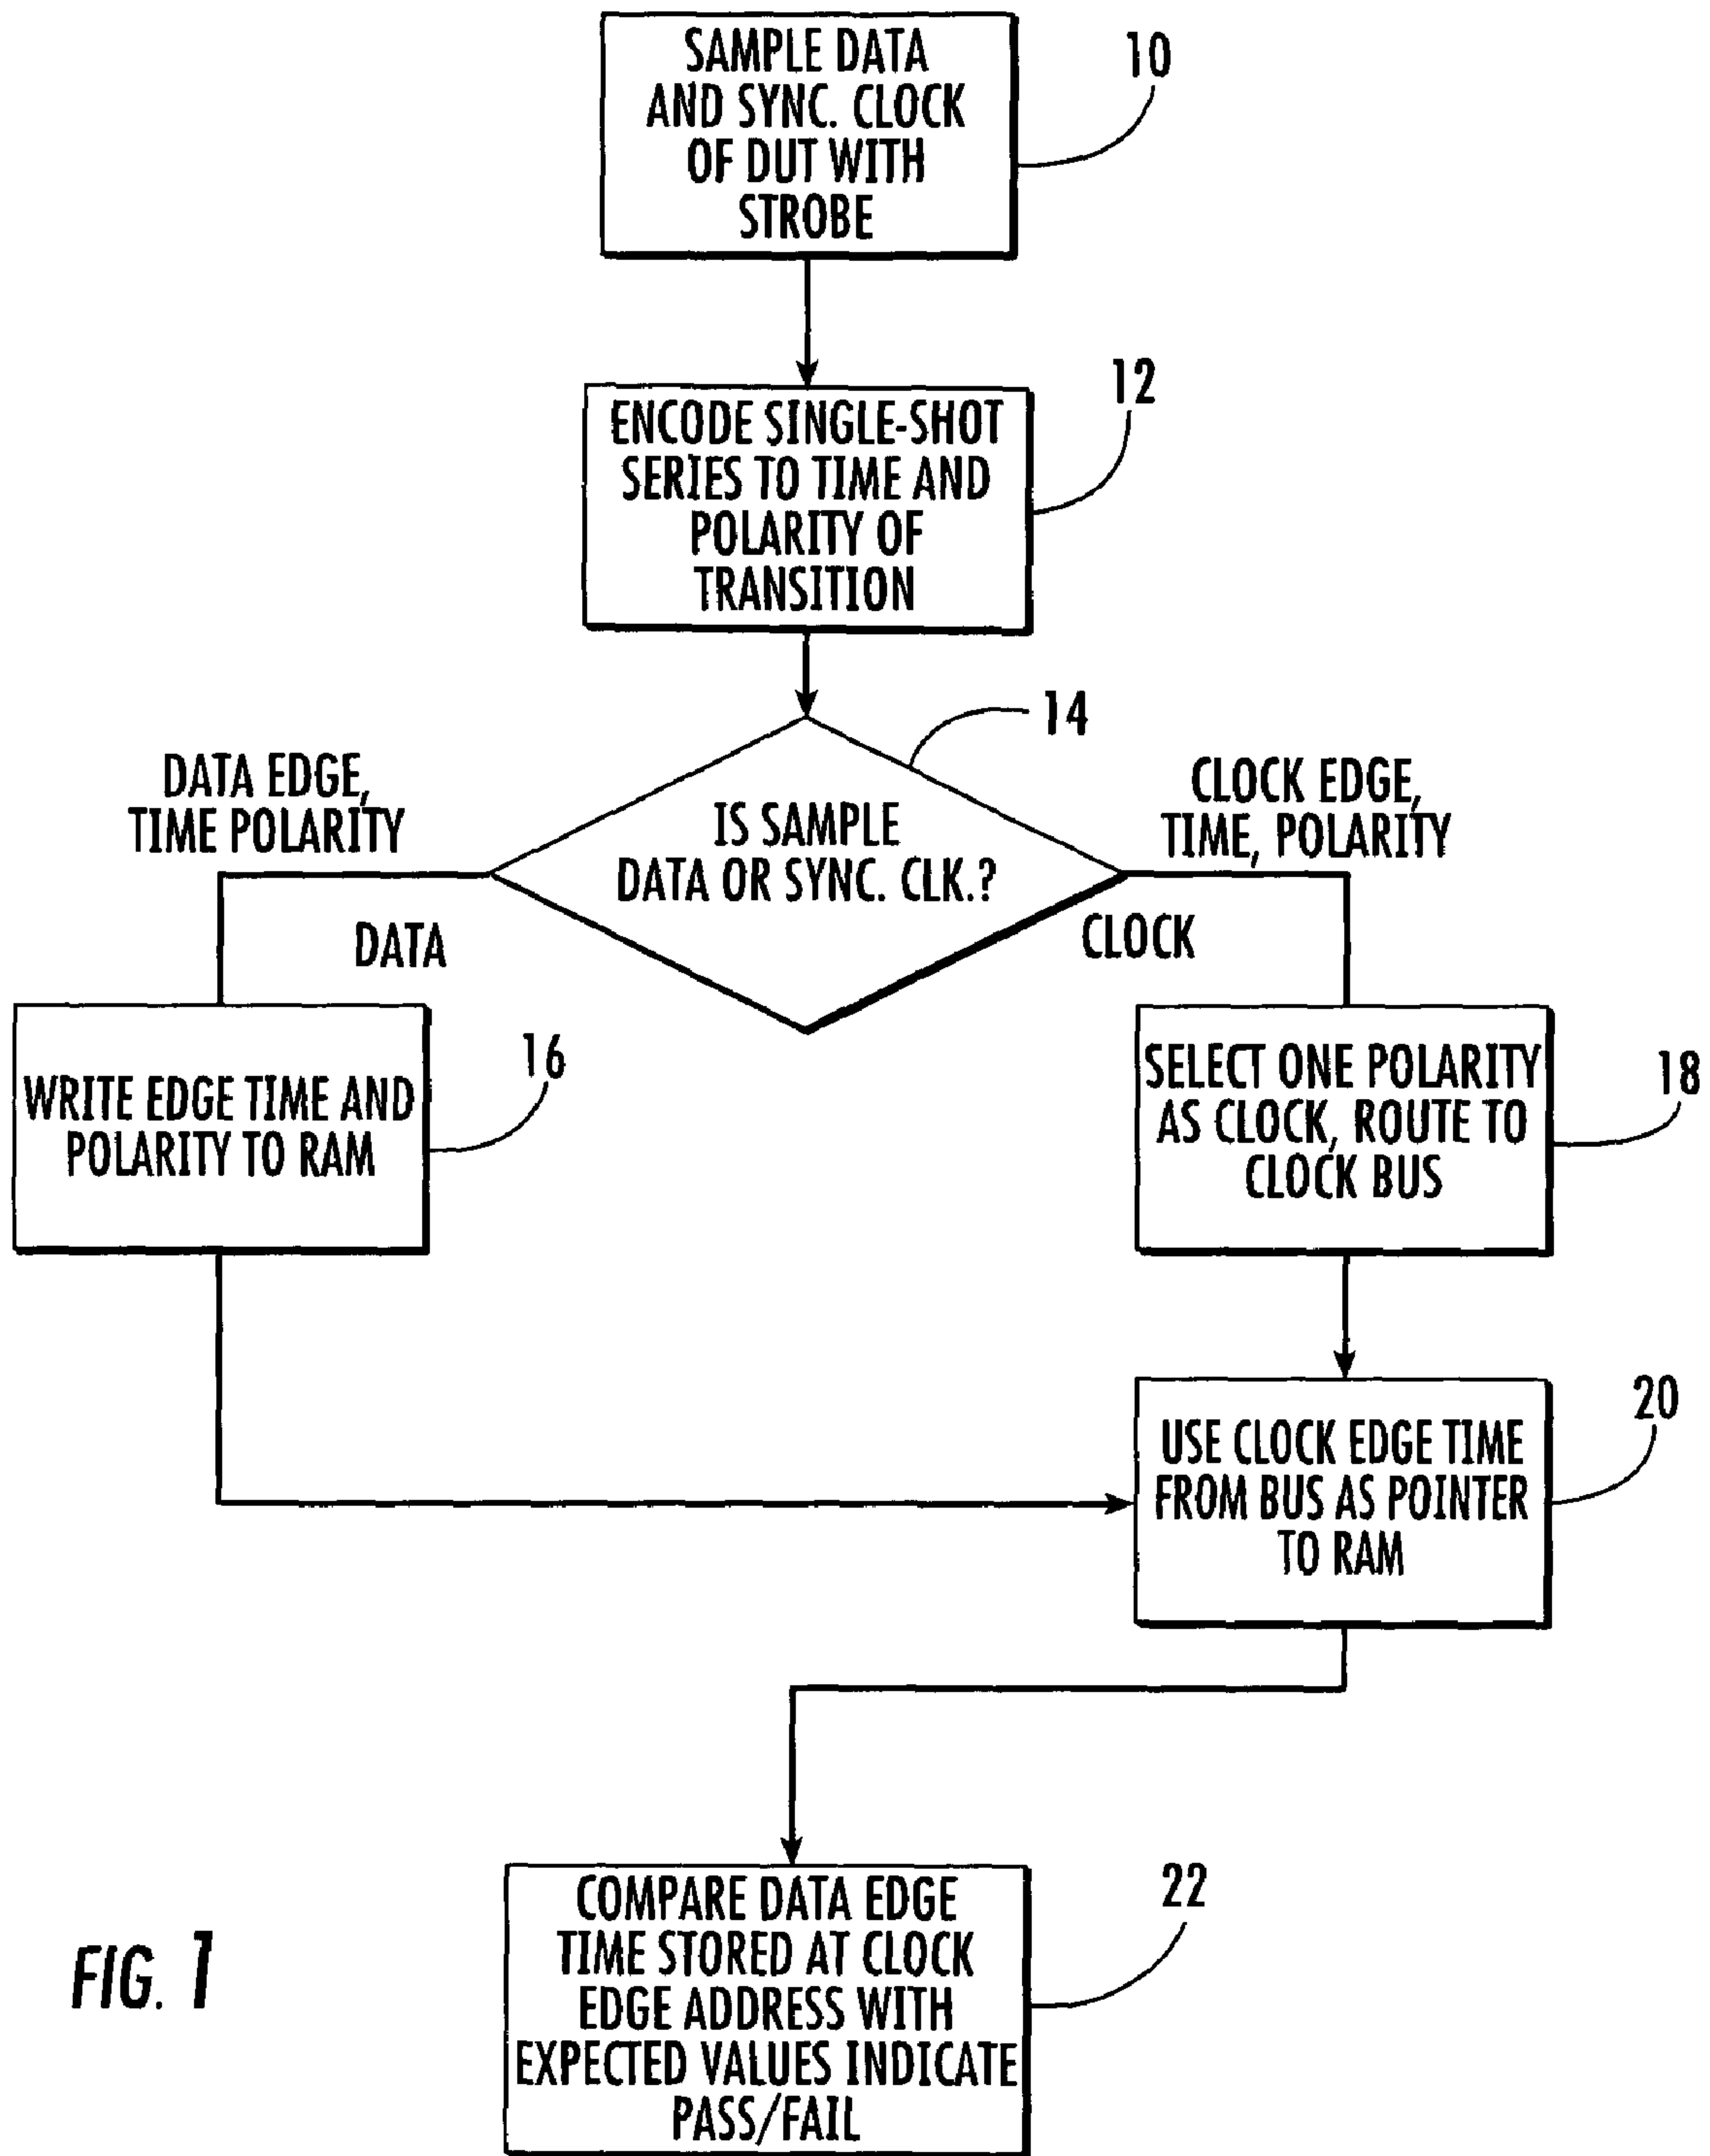 SAMPLE DATA
AND SYNC. CLOCK
OF DUT WITH
STROBE
10
ENCODE SINGLE-SHOT
SERIES TO TIME AND
POLARITY OF
TRANSITION
12
14
IS SAMPLE
DATA OR SYNC. CLK.?
DATA EDGE,
TIME POLARITY
DATA
CLOCK EDGE,
TIME, POLARITY
CLOCK
WRITE EDGE TIME AND
POLARITY TO RAM
16
SELECT ONE POLARITY
AS CLOCK, ROUTE TO
CLOCK BUS
18
USE CLOCK EDGE TIME
FROM BUS AS POINTER
TO RAM
20
COMPARE DATA EDGE
TIME STORED AT CLOCK
EDGE ADDRESS WITH
EXPECTED VALUES INDICATE
PASS/FAIL
22
FIG. 1